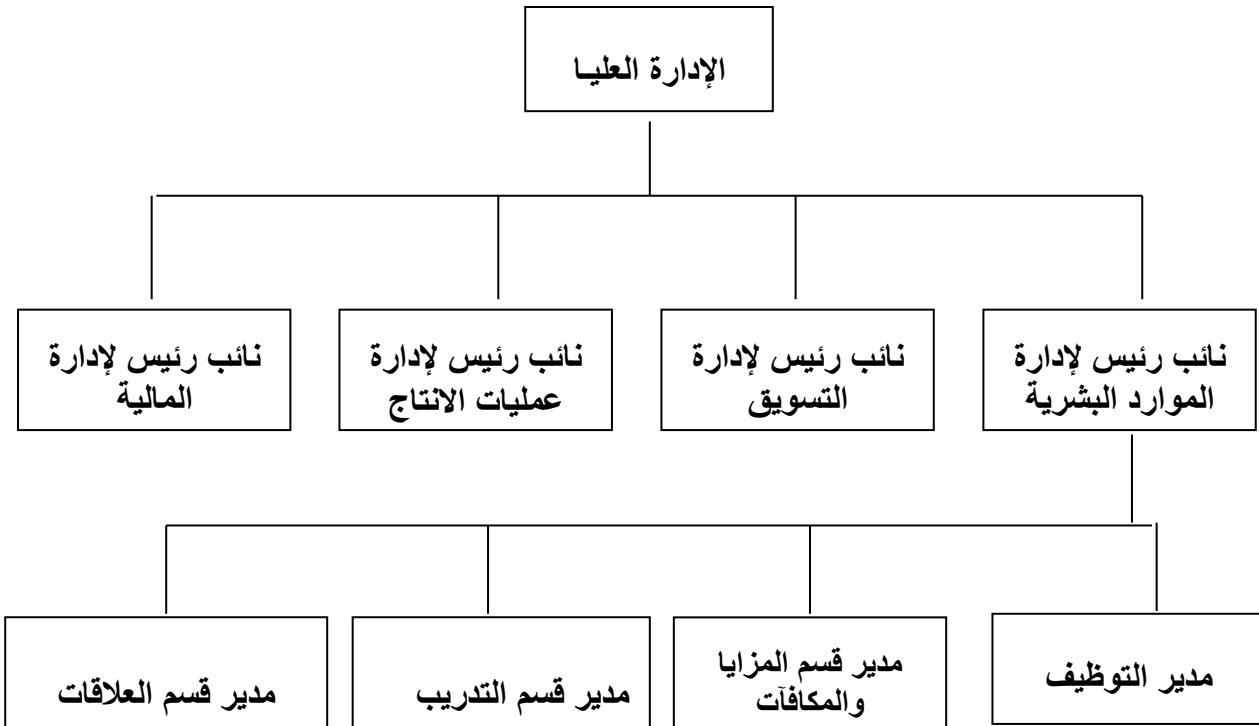 الإدارة العليا
نائب رئيس لإدارة
الموارد البشرية
نائب رئيس لإدارة
التسويق
نائب رئيس لإدارة
عمليات الانتاج
نائب رئيس لإدارة
المالية
مدير التوظيف
مدير قسم المزايا
والمكافآت
مدير قسم التدريب
مدير قسم العلاقات